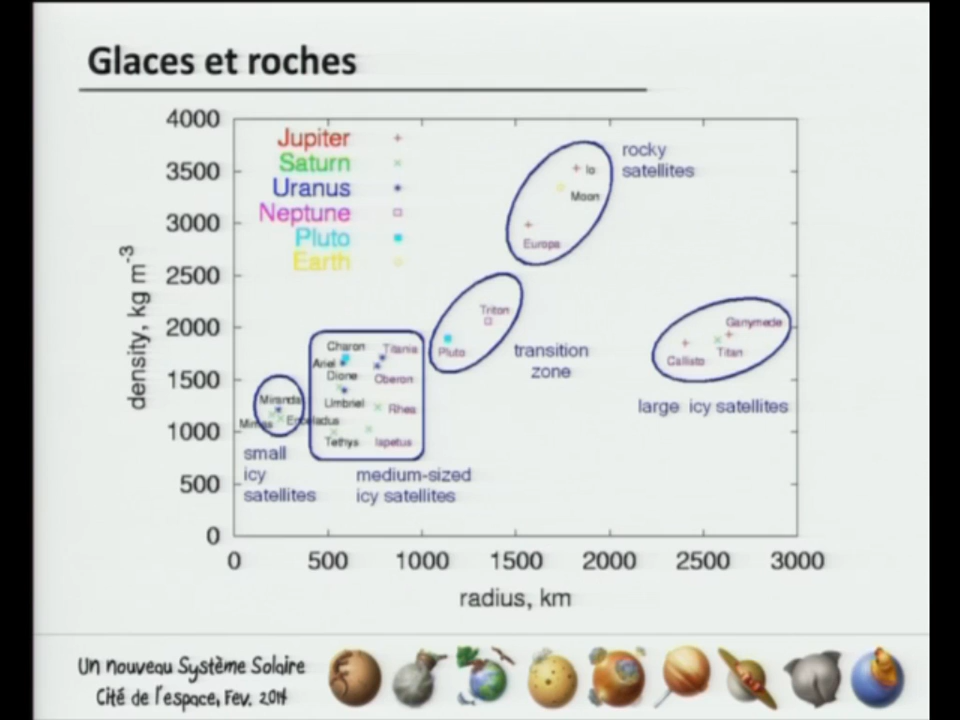 Glaces et roches
4000
3500
3000
2500
2000
1500
1000
500
0
density, kg m-3
Jupiter
Saturn
Uranus
Neptune
Pluto
Earth
rocky
satellites
Io
Moon
Europa
Triton
Pluto
transition
zone
Ganymede
Callisto Titan
large icy satellites
Charon Titania
Ariel
Dione Oberon
Umbriel Rhea
Tethys Iapetus
Miranda
Mimas Enceladus
small
icy
satellites
medium-sized
icy satellites
0 500 1000 1500 2000 2500 3000
radius, km
Un nouveau Système Solaire
Cité de l'espace, Fev. 2014